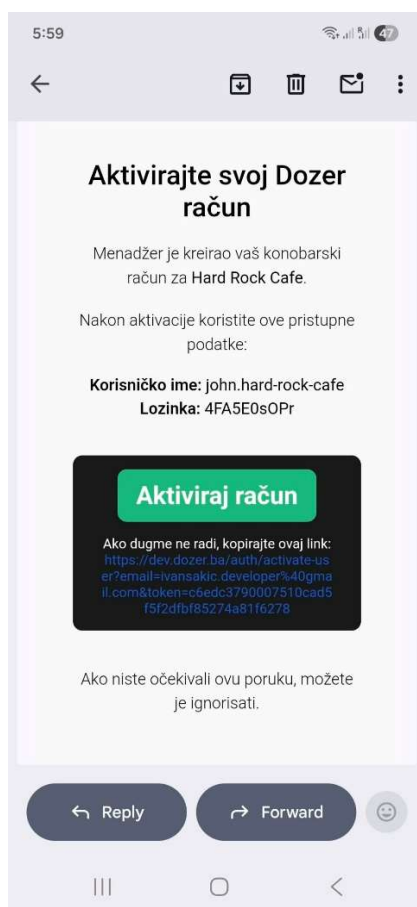 5:59
47
Aktivirajte svoj Dozer
račun
Menadžer je kreirao vaš konobarski
račun za Hard Rock Cafe.
Nakon aktivacije koristite ove pristupne
podatke:
Korisničko ime: john.hard-rock-cafe
Lozinka: 4FA5E0sOPr
Aktiviraj račun
Ako dugme ne radi, kopirajte ovaj link:
https://dev.dozer.ba/auth/activate-us
er?email=ivansakic.developer%40gma
il.com&token=c6edc3790007510cad5
f5f2dfbf85274a81f6278
Ako niste očekivali ovu poruku, možete
je ignorisati.
Reply
Forward